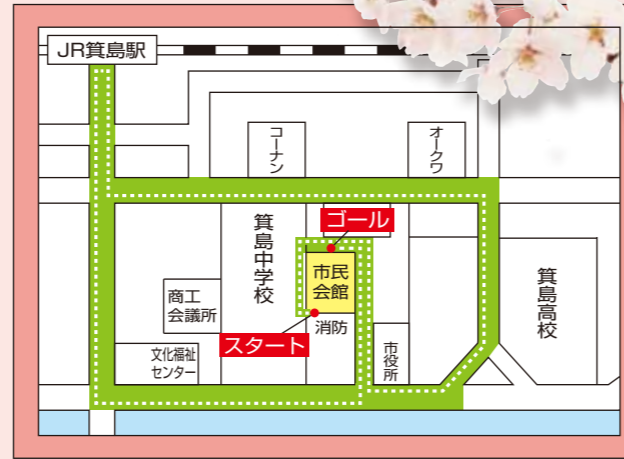 JR箕島駅
コーナン
オークワ
ゴール
箕島中学校
市民
会館
箕島高校
商工
会議所
消防
スタート
市役所
文化福祉
センター